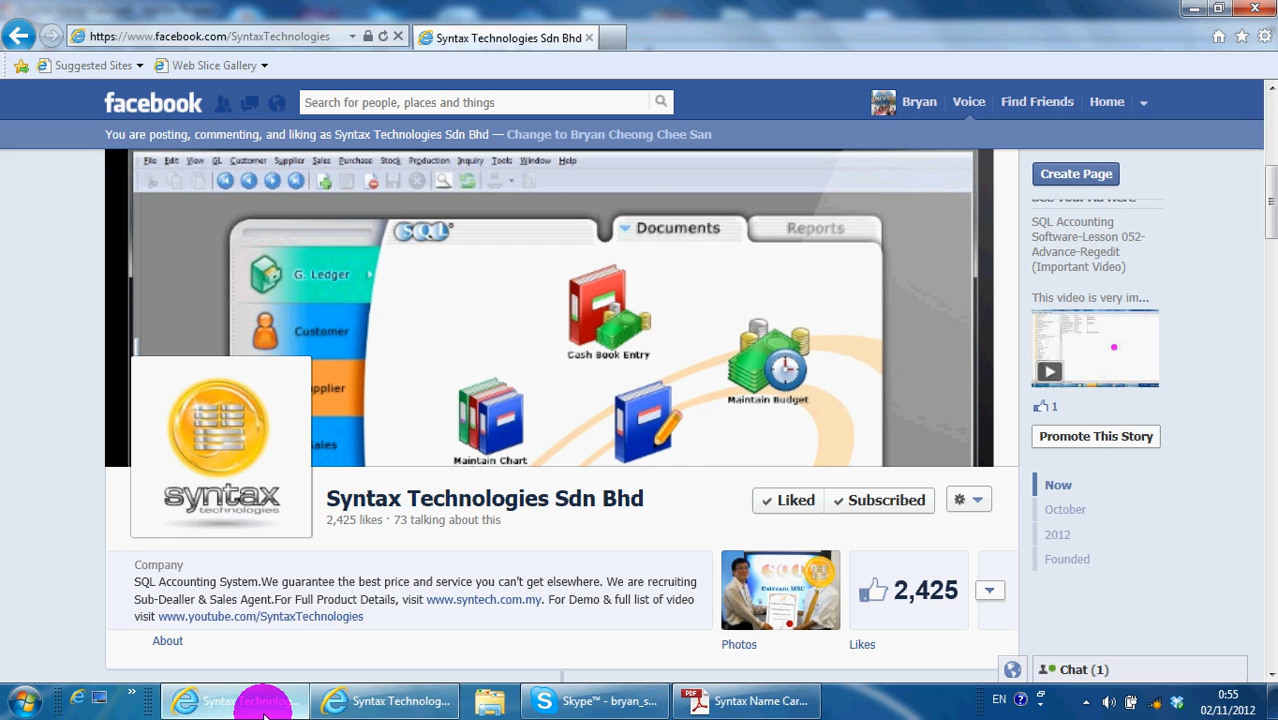 https://www.facebook.com/SyntaxTechnologies
Syntax Technologies Sdn Bhd
Suggested Sites
Web Slice Gallery
facebook
Search for people, places and things
Bryan
Voice
Find Friends
Home
You are posting, commenting, and liking as Syntax Technologies Sdn Bhd — Change to Bryan Cheong Chee San
File Edit View GL Customer Supplier Sales Purchase Stock Production Inquiry Tools Window Help
SQL
Documents
Reports
G. Ledger
Customer
upplier
ales
Cash Book Entry
Maintain Budget
Maintain Chart
syntax
technologies
Create Page
See Your Ad Here
SQL Accounting
Software-Lesson 052-
Advance-Regedit
(Important Video)
This video is very im...
1
Promote This Story
Now
October
2012
Founded
Syntax Technologies Sdn Bhd
2,425 likes · 73 talking about this
Liked
Subscribed
Company
SQL Accounting System.We guarantee the best price and service you can't get elsewhere. We are recruiting
Sub-Dealler & Sales Agent.For Full Product Details, visit www.syntech.com.my. For Demo & full list of video
visit www.youtube.com/SyntaxTechnologies
About
Photos
2,425
Likes
Chat (1)
Syntax Technolog...
Syntax Technolog...
Skype™ - bryan_s...
Syntax Name Car...
EN
0:55
02/11/2012